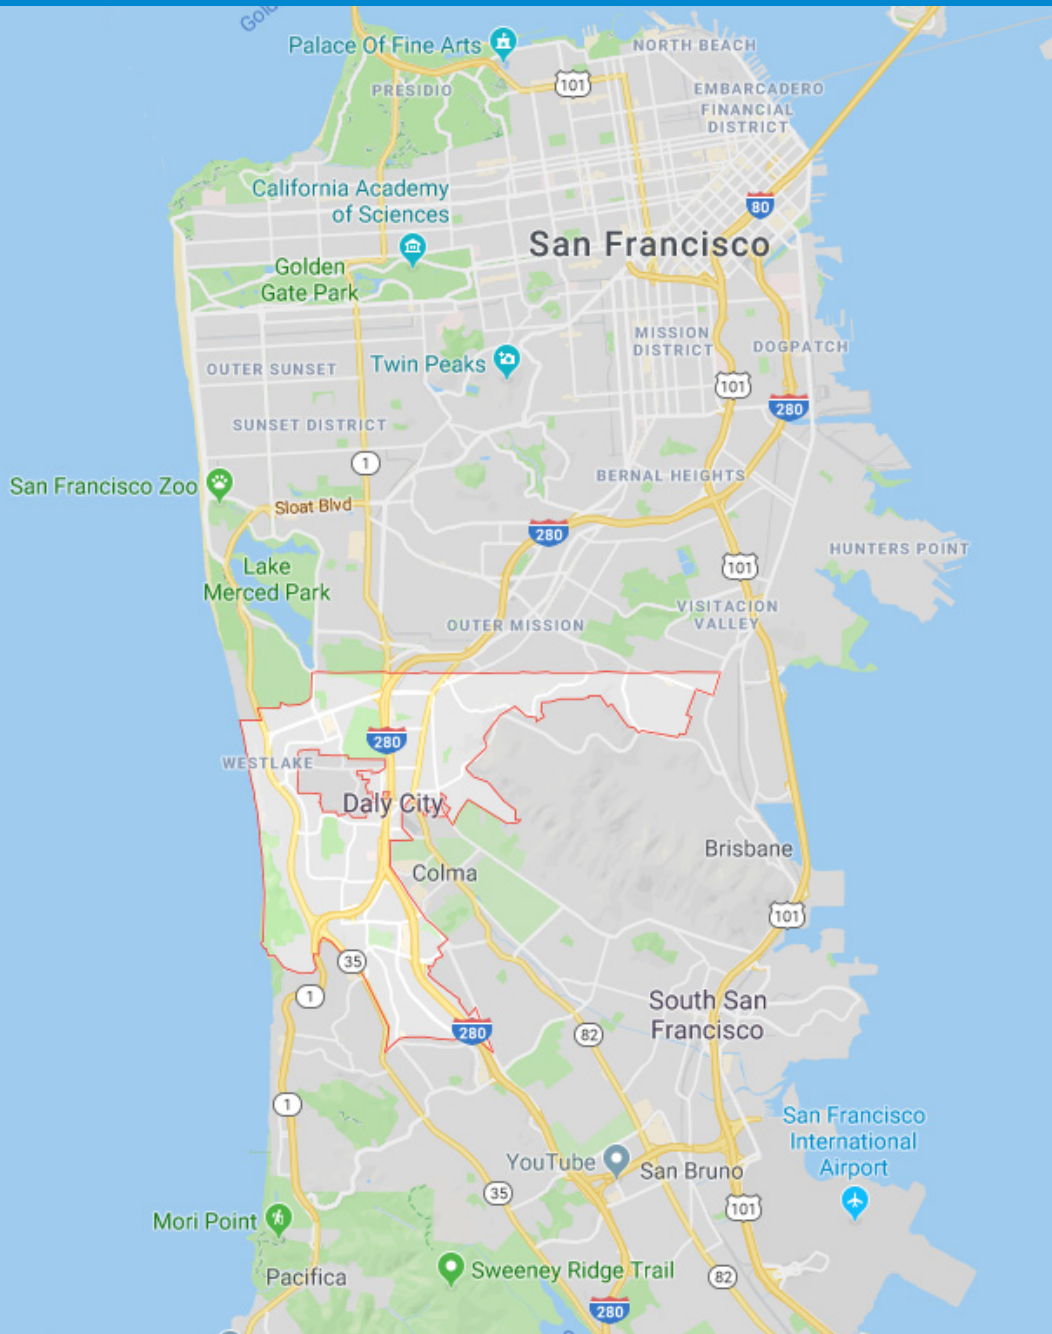 Gold
Palace Of Fine Arts
NORTH BEACH
101
PRESIDIO
EMBARCADERO
FINANCIAL
DISTRICT
California Academy
of Sciences
80
San Francisco
Golden
Gate Park
MISSION
DISTRICT
DOGPATCH
Twin Peaks
OUTER SUNSET
101
280
SUNSET DISTRICT
1
BERNAL HEIGHTS
San Francisco Zoo
Sloat Blvd
280
HUNTERS POINT
Lake
Merced Park
101
VISITACION
VALLEY
OUTER MISSION
280
WESTLAKE
Daly City
Brisbane
Colma
101
35
1
South San
Francisco
280
82
1
San Francisco
International
Airport
YouTube
San Bruno
35
101
Mori Point
Pacifica
Sweeney Ridge Trail
82
280